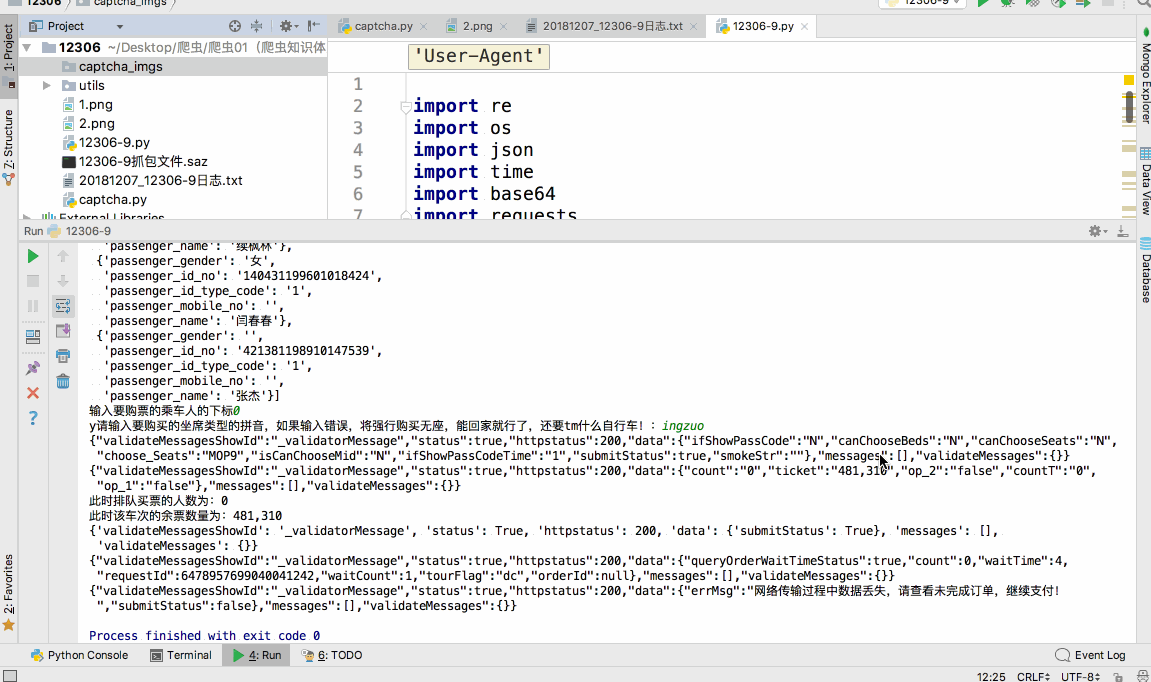 12306 captcha_imgs
12306-9
Project
captcha.py
2.png
20181207_12306-9日志.txt
12306-9.py
12306 ~/Desktop/爬虫/爬虫01（爬虫知识体
captcha_imgs
utils
1.png
2.png
12306-9.py
12306-9抓包文件.saz
20181207_12306-9日志.txt
captcha.py
External Libraries
1: Project
Z: Structure
2: Favorites
Mongo Explorer
Data View
Database
'User-Agent'
1
2 import re
3 import os
4 import json
5 import time
6 import base64
7 import requests
Run 12306-9
'passenger_name': '续枫林'},
{'passenger_gender': '女',
'passenger_id_no': '140431199601018424',
'passenger_id_type_code': '1',
'passenger_mobile_no': '',
'passenger_name': '闫春春'},
{'passenger_gender': '',
'passenger_id_no': '421381198910147539',
'passenger_id_type_code': '1',
'passenger_mobile_no': '',
'passenger_name': '张杰'}]
输入要购票的乘车人的下标0
y请输入要购买的坐席类型的拼音，如果输入错误，将强行购买无座，能回家就行了，还要tm什么自行车！：ingzuo
{"validateMessagesShowId":"_validatorMessage","status":true,"httpstatus":200,"data":{"ifShowPassCode":"N","canChooseBeds":"N","canChooseSeats":"N",
"choose_Seats":"MOP9","isCanChooseMid":"N","ifShowPassCodeTime":"1","submitStatus":true,"smokeStr":""},"messages":[],"validateMessages":{}}
{"validateMessagesShowId":"_validatorMessage","status":true,"httpstatus":200,"data":{"count":"0","ticket":"481,310","op_2":"false","countT":"0",
"op_1":"false"},"messages":[],"validateMessages":{}}
此时排队买票的人数为：0
此时该车次的余票数量为：481,310
{'validateMessagesShowId': '_validatorMessage', 'status': True, 'httpstatus': 200, 'data': {'submitStatus': True}, 'messages': [],
'validateMessages': {}}
{"validateMessagesShowId":"_validatorMessage","status":true,"httpstatus":200,"data":{"queryOrderWaitTimeStatus":true,"count":0,"waitTime":4,
"requestId":6478957699040041242,"waitCount":1,"tourFlag":"dc","orderId":null},"messages":[],"validateMessages":{}}
{"validateMessagesShowId":"_validatorMessage","status":true,"httpstatus":200,"data":{"errMsg":"网络传输过程中数据丢失，请查看未完成订单，继续支付！
","submitStatus":false},"messages":[],"validateMessages":{}}
Process finished with exit code 0
Python Console
Terminal
4: Run
6: TODO
Event Log
12:25 CRLF UTF-8